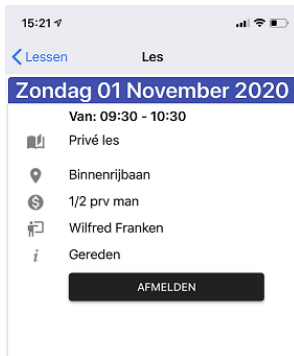 15:21
Lessen
Les
Zondag 01 November 2020
Van: 09:30 - 10:30
Privé les
Binnenrijbaan
1/2 prv man
Wilfred Franken
Gereden
AFMELDEN